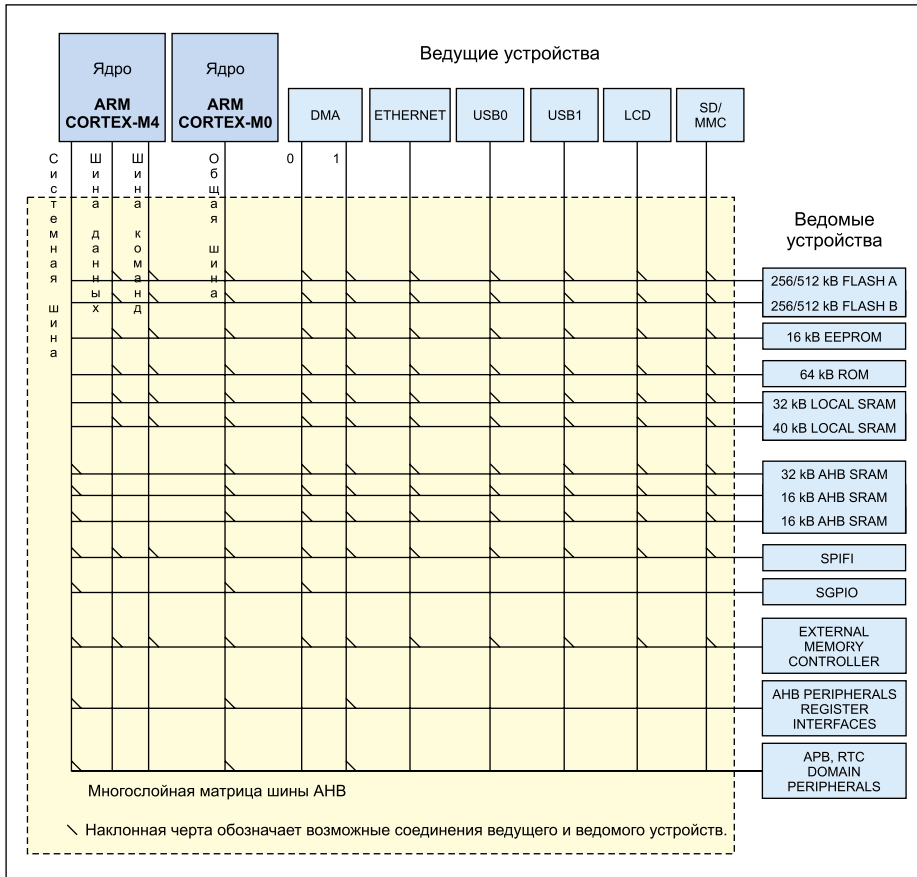 Ведущие устройства
Ядро
ARM
CORTEX-M4
Ядро
ARM
CORTEX-M0
DMA
ETHERNET
USB0
USB1
LCD
SD/
MMC
Системная шина
Шина данных
Шина команд
Общая шина
0
1
Ведомые
устройства
256/512 kB FLASH A
256/512 kB FLASH B
16 kB EEPROM
64 kB ROM
32 kB LOCAL SRAM
40 kB LOCAL SRAM
32 kB AHB SRAM
16 kB AHB SRAM
16 kB AHB SRAM
SPIFI
SGPIO
EXTERNAL
MEMORY
CONTROLLER
AHB PERIPHERALS
REGISTER
INTERFACES
APB, RTC
DOMAIN
PERIPHERALS
Многослойная матрица шины AHB
Наклонная черта обозначает возможные соединения ведущего и ведомого устройств.